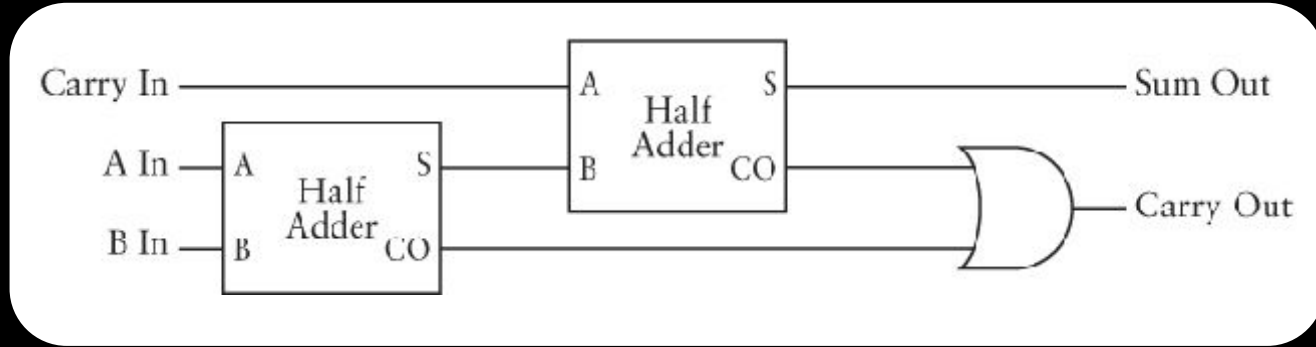 Carry In
A
S
Sum Out
Half
Adder
B
CO
A In
A
S
Half
Adder
B In
B
CO
Carry Out